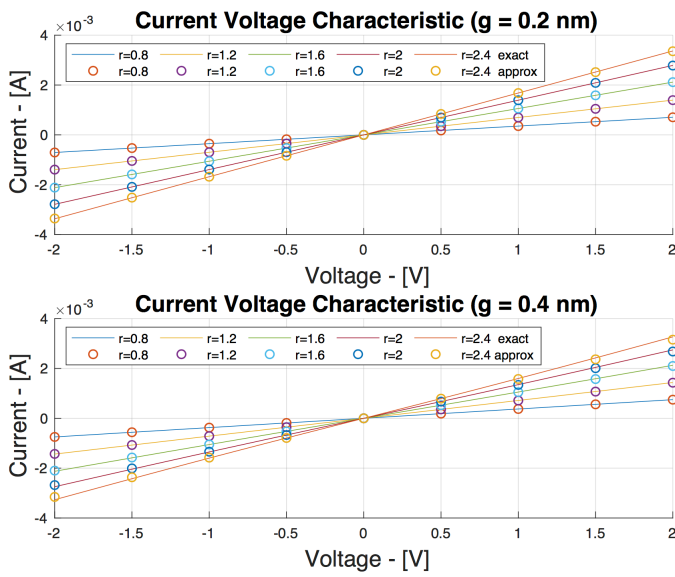 Current Voltage Characteristic (g = 0.2 nm)
×10-3
r=0.8 r=1.2 r=1.6 r=2 r=2.4 exact
r=0.8 r=1.2 r=1.6 r=2 r=2.4 approx
4
2
0
-2
-4
Current - [A]
-2 -1.5 -1 -0.5 0 0.5 1 1.5 2
Voltage - [V]
Current Voltage Characteristic (g = 0.4 nm)
×10-3
r=0.8 r=1.2 r=1.6 r=2 r=2.4 exact
r=0.8 r=1.2 r=1.6 r=2 r=2.4 approx
4
2
0
-2
-4
Current - [A]
-2 -1.5 -1 -0.5 0 0.5 1 1.5 2
Voltage - [V]